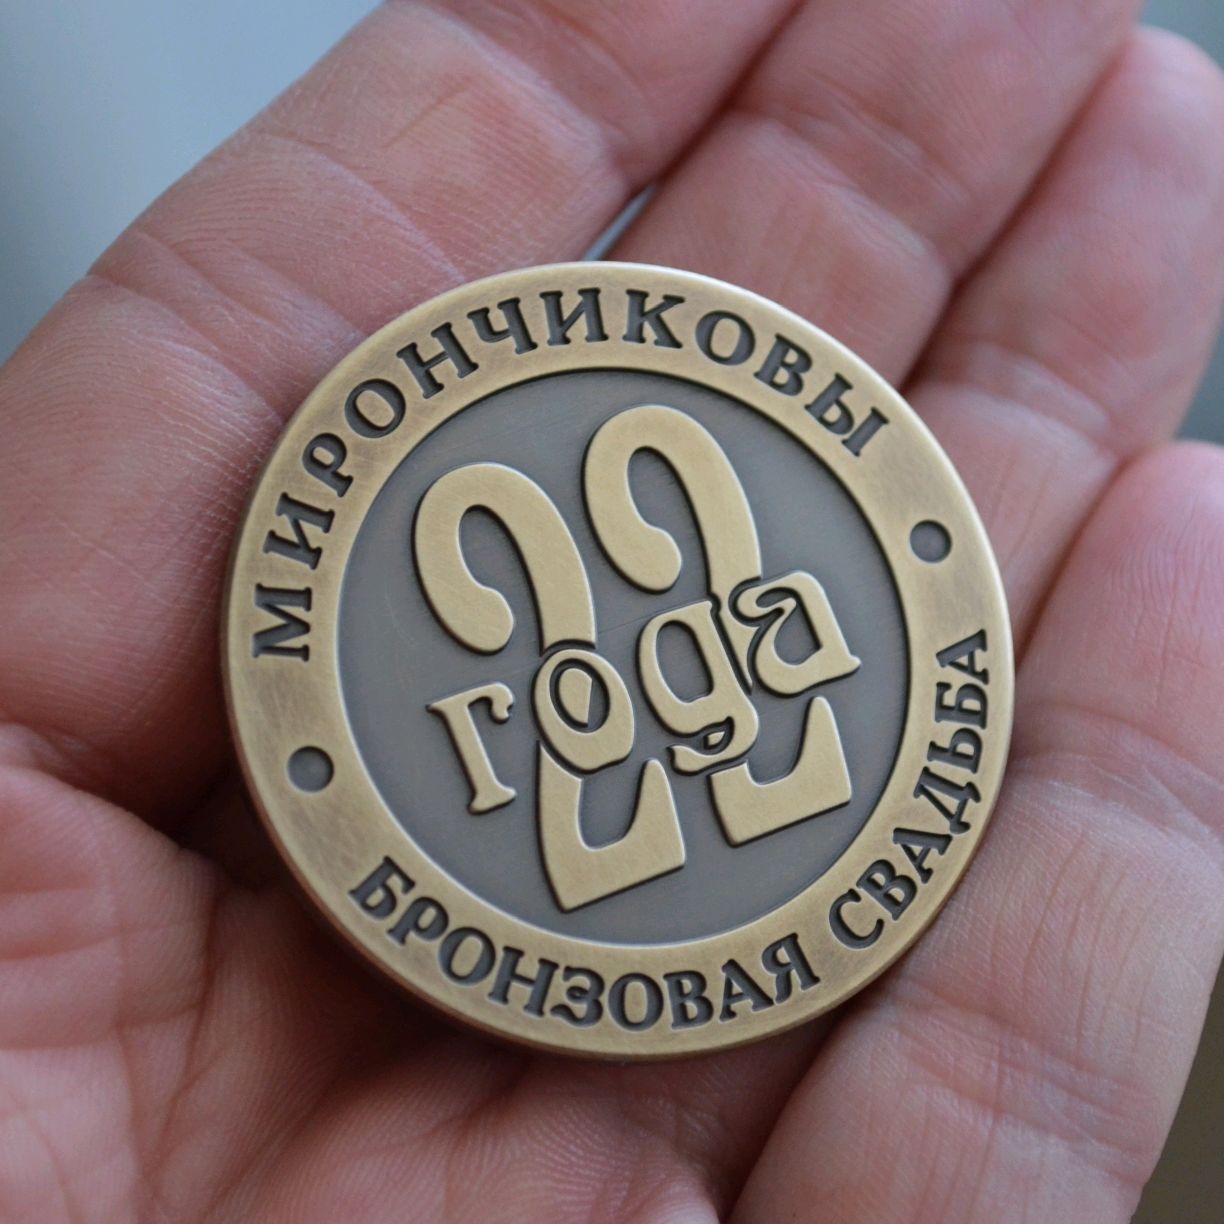 МИРОНЧИКОВЫ
22
года
БРОНЗОВАЯ СВАДЬБА